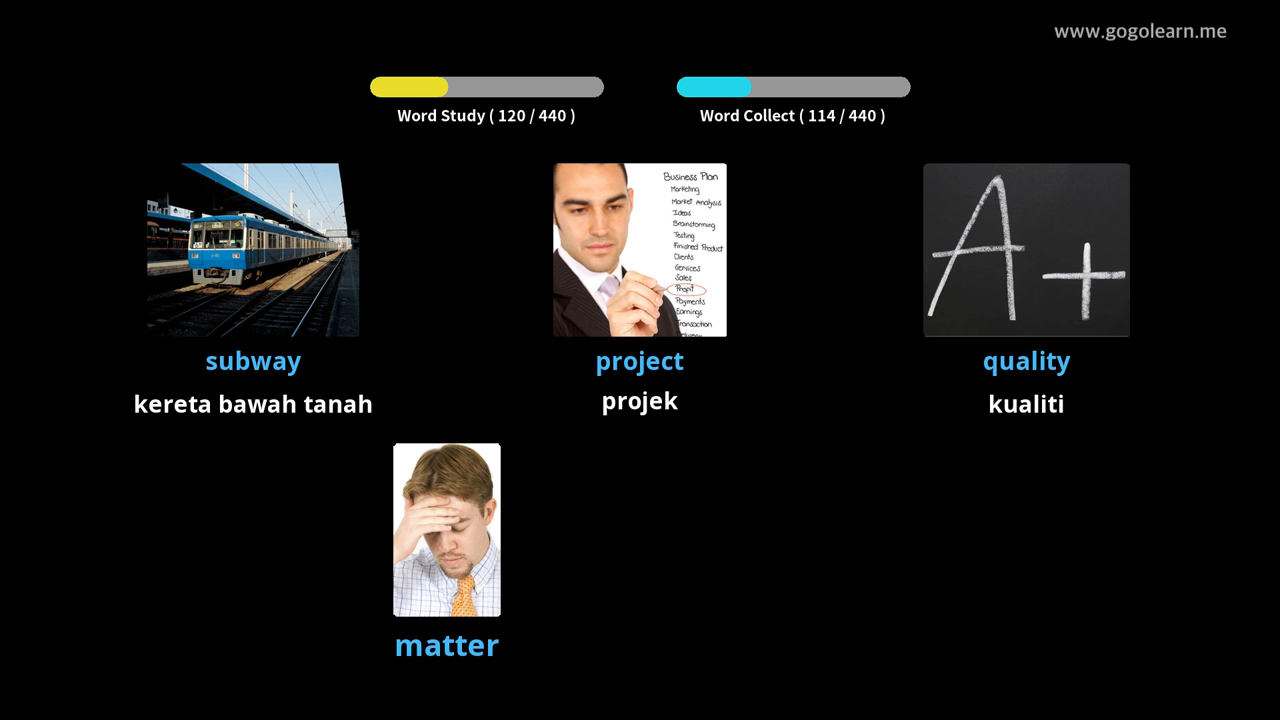 www.gogolearn.me
Word Study ( 120 / 440 )
Word Collect ( 114 / 440 )
Business Plan
Marketing
Market Analysis
Ideas
Brainstorming
Testing
Finished Product
Clients
Services
Sales
Profit
Payments
Earnings
Transaction
A+
subway
project
quality
kereta bawah tanah
projek
kualiti
matter